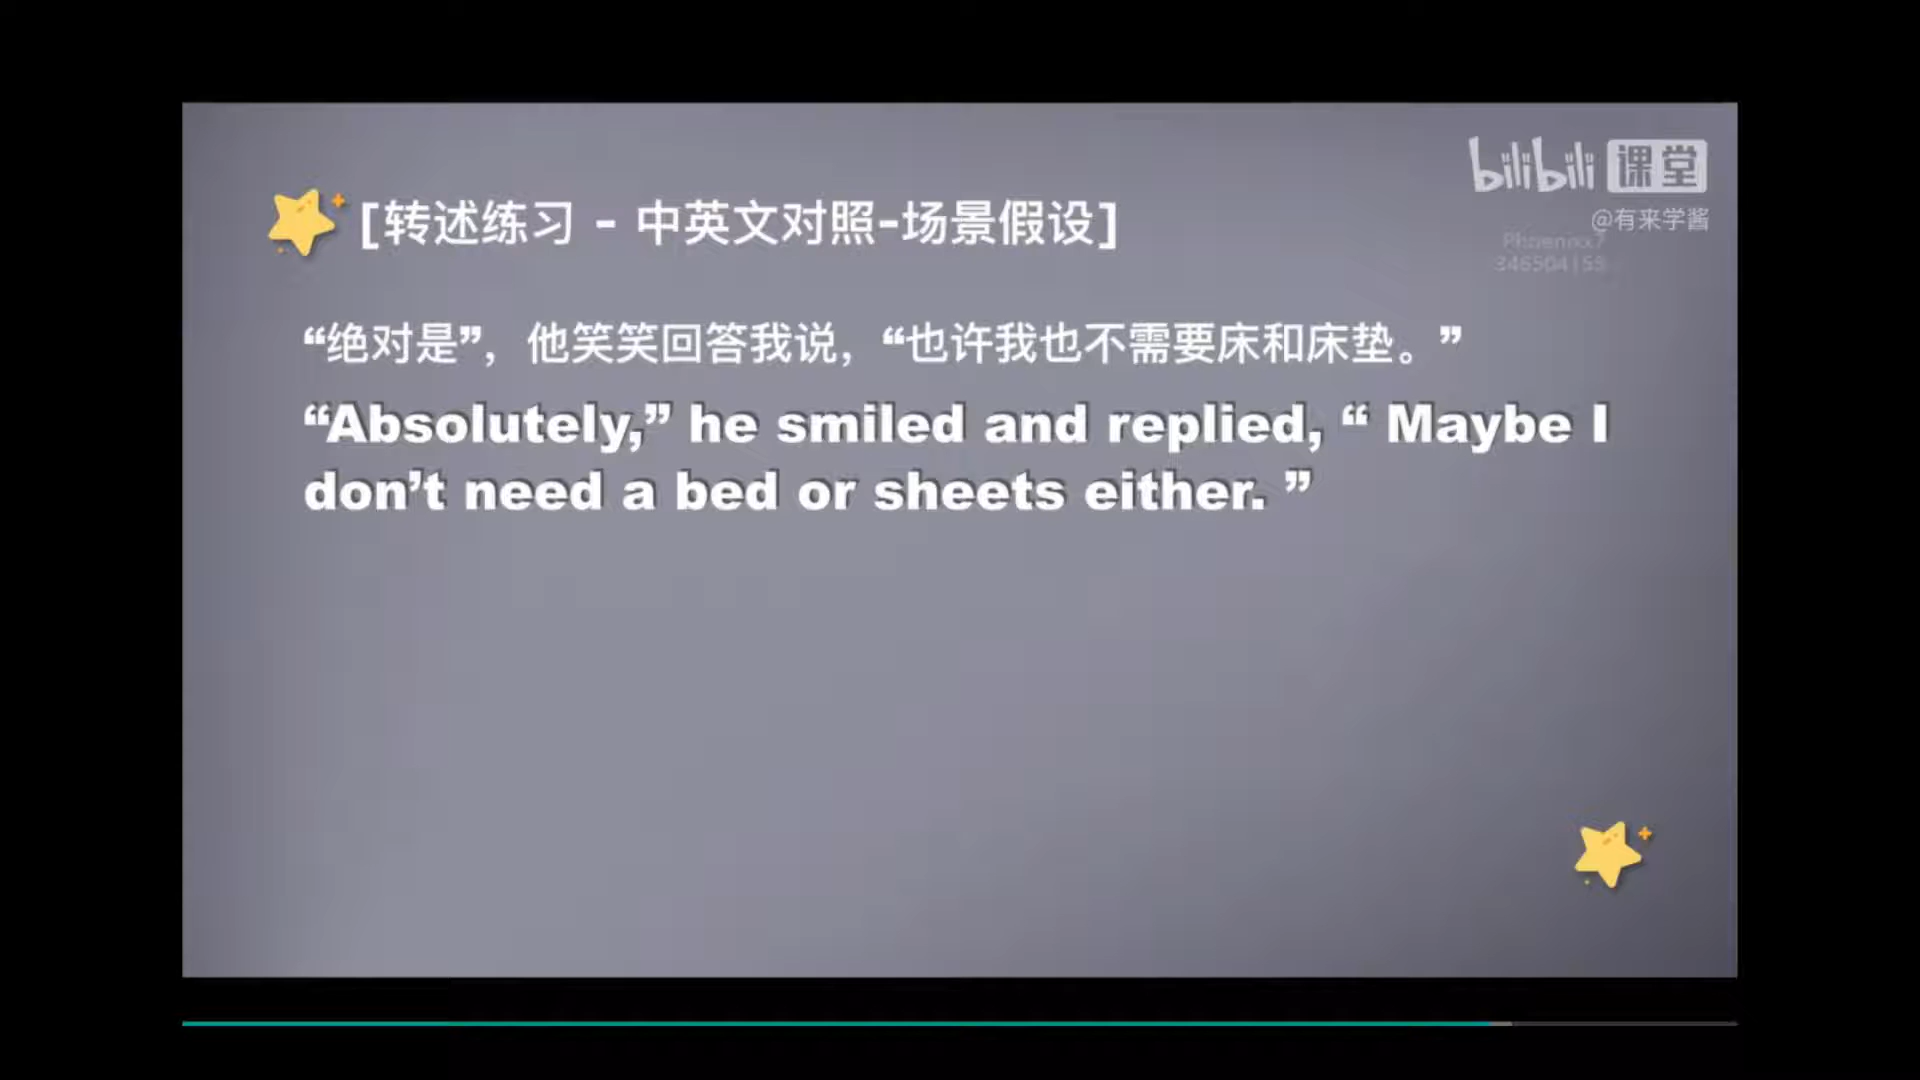 bilibili 课堂
@有来学酱
[转述练习 - 中英文对照-场景假设]
“绝对是”，他笑笑回答我说，“也许我也不需要床和床垫。”
“Absolutely,” he smiled and replied, “ Maybe I
don’t need a bed or sheets either. ”